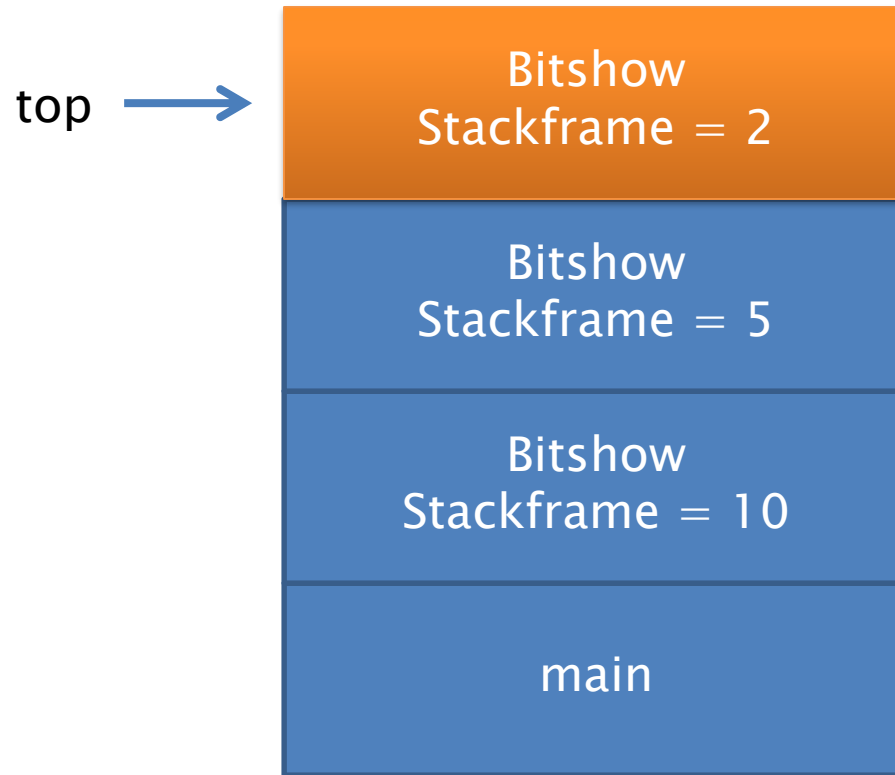 top
Bitshow
Stackframe = 2
Bitshow
Stackframe = 5
Bitshow
Stackframe = 10
main